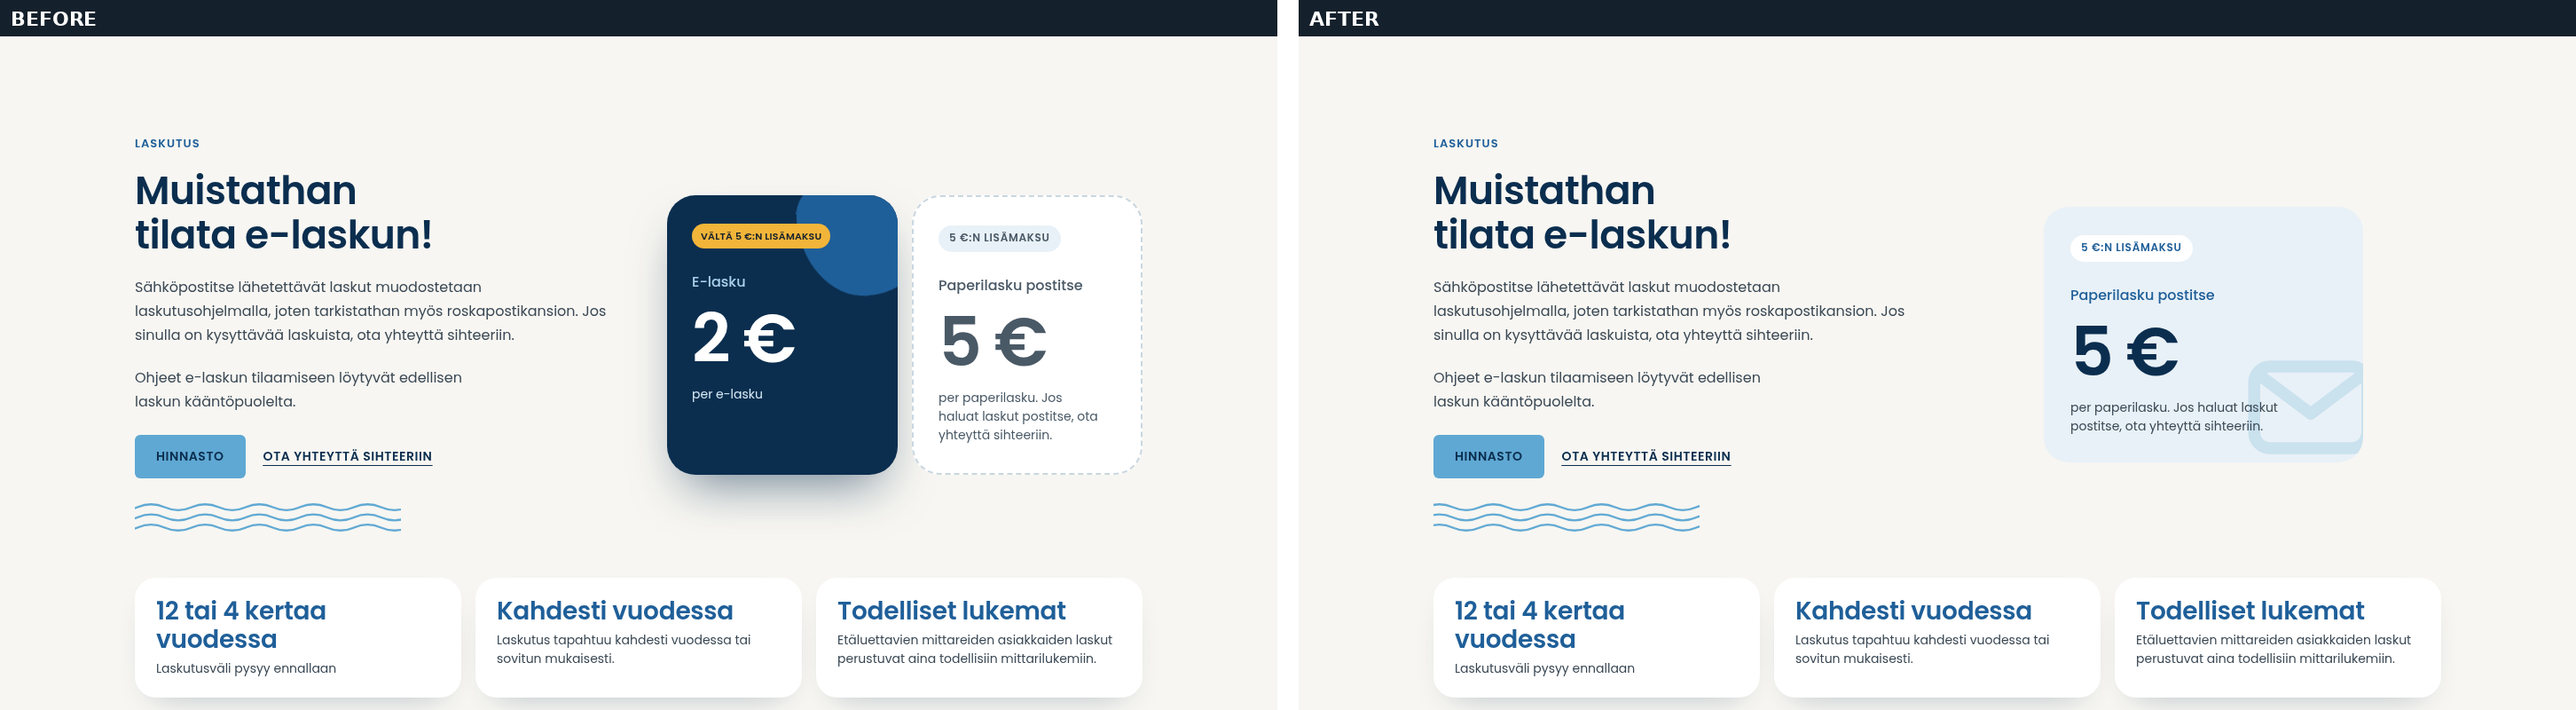 BEFORE
LASKUTUS
Muistathan
tilata e-laskun!
Sähköpostitse lähetettävät laskut muodostetaan
laskutusohjelmalla, joten tarkistathan myös roskapostikansion. Jos
sinulla on kysyttävää laskuista, ota yhteyttä sihteeriin.
Ohjeet e-laskun tilaamiseen löytyvät edellisen
laskun kääntöpuolelta.
HINNASTO
OTA YHTEYTTÄ SIHTEERIIN
VÄLTÄ 5 €:N LISÄMAKSU
E-lasku
2 €
per e-lasku
5 €:N LISÄMAKSU
Paperilasku postitse
5 €
per paperilasku. Jos
haluat laskut postitse, ota
yhteyttä sihteeriin.
12 tai 4 kertaa
vuodessa
Laskutusväli pysyy ennallaan
Kahdesti vuodessa
Laskutus tapahtuu kahdesti vuodessa tai
sovitun mukaisesti.
Todelliset lukemat
Etäluettavien mittareiden asiakkaiden laskut
perustuvat aina todellisiin mittarilukemiin.
AFTER
LASKUTUS
Muistathan
tilata e-laskun!
Sähköpostitse lähetettävät laskut muodostetaan
laskutusohjelmalla, joten tarkistathan myös roskapostikansion. Jos
sinulla on kysyttävää laskuista, ota yhteyttä sihteeriin.
Ohjeet e-laskun tilaamiseen löytyvät edellisen
laskun kääntöpuolelta.
HINNASTO
OTA YHTEYTTÄ SIHTEERIIN
5 €:N LISÄMAKSU
Paperilasku postitse
5 €
per paperilasku. Jos haluat laskut
postitse, ota yhteyttä sihteeriin.
12 tai 4 kertaa
vuodessa
Laskutusväli pysyy ennallaan
Kahdesti vuodessa
Laskutus tapahtuu kahdesti vuodessa tai
sovitun mukaisesti.
Todelliset lukemat
Etäluettavien mittareiden asiakkaiden laskut
perustuvat aina todellisiin mittarilukemiin.